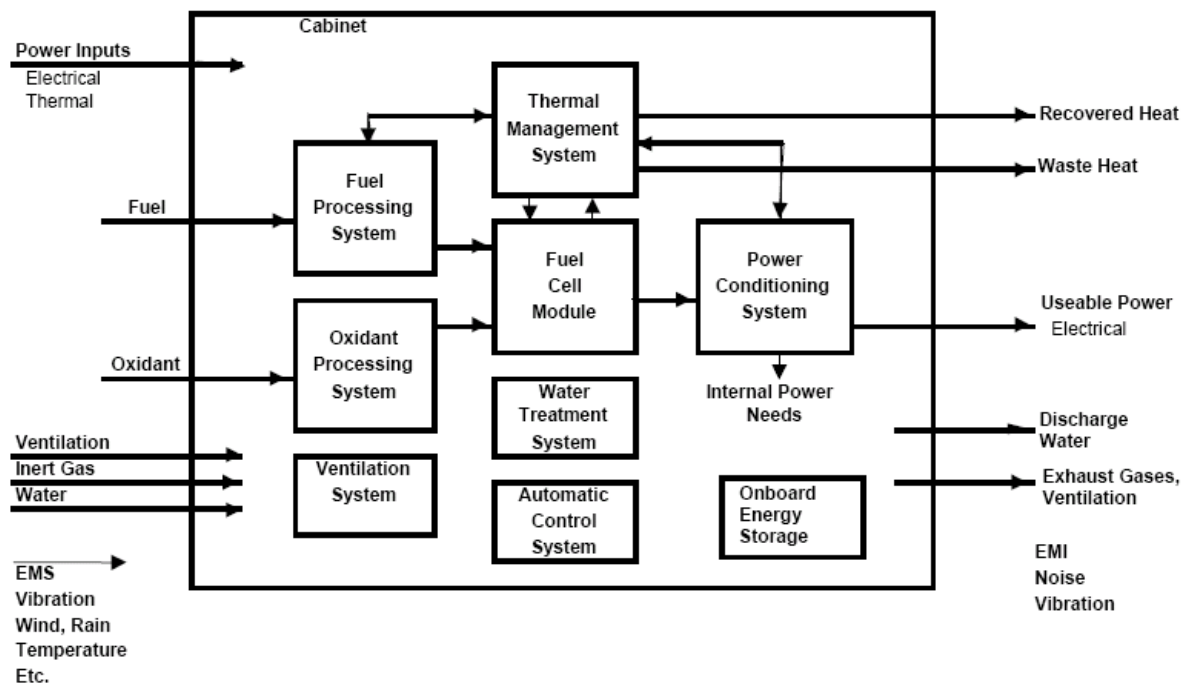 Cabinet
Power Inputs
Electrical
Thermal
Thermal
Management
System
Recovered Heat
Waste Heat
Fuel
Fuel
Processing
System
Fuel
Cell
Module
Power
Conditioning
System
Useable Power
Electrical
Oxidant
Oxidant
Processing
System
Internal Power
Needs
Water
Treatment
System
Discharge
Water
Ventilation
Inert Gas
Water
Ventilation
System
Automatic
Control
System
Onboard
Energy
Storage
Exhaust Gases,
Ventilation
EMS
Vibration
Wind, Rain
Temperature
Etc.
EMI
Noise
Vibration